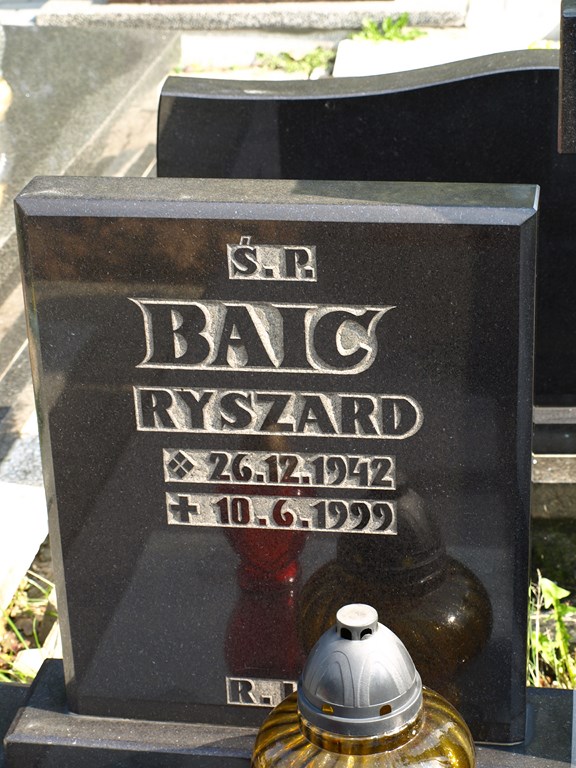 Ś.P.
BAIC
RYSZARD
26.12.1942
10.6.1999
R.